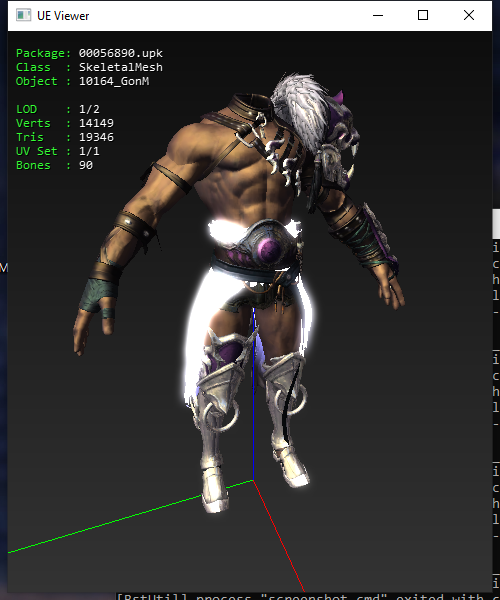 UE Viewer
Package: 00056890.upk
Class : SkeletalMesh
Object : 10164_GonM
LOD : 1/2
Verts : 14149
Tris : 19346
UV Set : 1/1
Bones : 90
M
i
c
h
l
-
i
c
h
l
-
i
c
h
l
-
i
[RstUtil] process "screenshot.cmd" exited with c